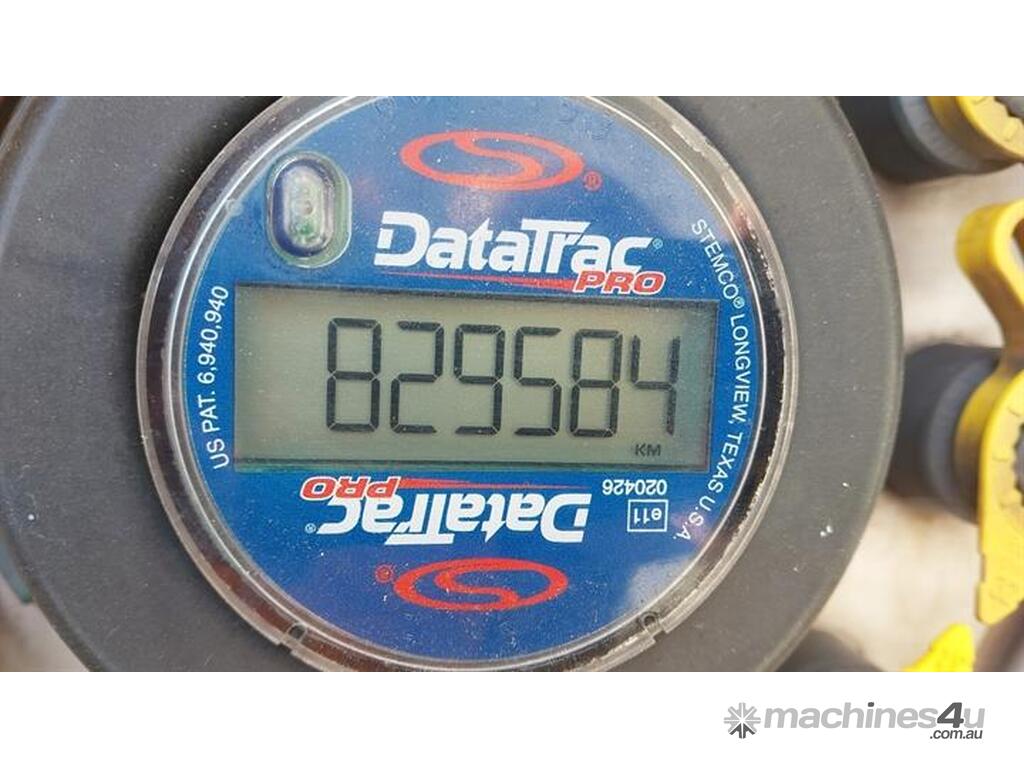 DataTrac®
PRO
®
STEMCO® LONGVIEW, TEXAS U.S.A.
US PAT. 6,940,940
829584
KM
e11
020426
DataTrac®
PRO
®
machines4u
.com.au